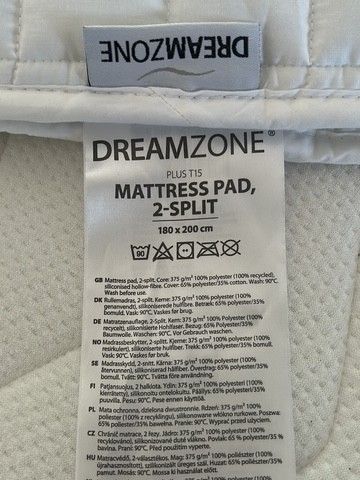 DREAMZONE
DREAMZONE®
PLUS T15
MATTRESS PAD,
2-SPLIT
180 x 200 cm
90
GB Mattress pad, 2-split. Core: 375 g/m² 100% polyester (100% recycled),
siliconised hollow-fibre. Cover: 65% polyester/35% cotton. Wash: 90°C.
Wash before use.
DK Rullemadras, 2-split. Kerne: 375 g/m² 100% polyester (100%
genanvendt), silikoniserede hulfibre. Betræk: 65% polyester/35%
bomuld. Vask: 90°C. Vaskes før brug.
DE Matratzenauflage, 2-Split. Kern: 375 g/m² 100% Polyester (100%
recycelt), silikonisierte Hohlfaser. Bezug: 65% Polyester/35%
Baumwolle. Waschen: 90°C. Vor Gebrauch waschen.
NO Madrassbeskytter, 2-split. Kjerne: 375 g/m² 100% polyester (100%
resirkulert), silikoniserte hulfiber. Trekk: 65% polyester/35%
bomull. Vask: 90°C. Vaskes før bruk.
SE Madrasskydd, 2-snitt. Kärna: 375 g/m² 100% polyester (100%
återvunnen), silikoniserad hålfiber. Överdrag: 65% polyester/35%
bomull. Tvätt: 90°C. Tvätta före användning.
FI Patjansuojus, 2 halkiota. Ydin: 375 g/m² 100% polyesteri (100%
kierrätetty), silikonoitu onteloukuitu. Päällys: 65% polyesteri/35%
puuvilla. Pesu: 90°C. Pese ennen käyttöä.
PL Mata ochronna, dzielona dwustronnie. Rdzeń: 375 g/m² 100%
poliester (100% recyklingu), silikonowane włókno rurkowe. Poszwa:
65% poliester/35% bawełna. Pranie: 90°C. Wyprać przed użyciem.
CZ Chránič matrace, 2 řezy. Jádro: 375 g/m² 100% polyester (100%
recyklováno), silikonizované duté vlákno. Povlak: 65% polyester/35 %
bavlna. Praní: 90°C. Před použitím vyprat.
HU Matracvédő, 2-választékos. Mag: 375 g/m² 100% poliészter (100%
újrahasznosított), szilikonizált üreges szál. Huzat: 65% poliészter/35%
pamut. Mosás: 90°C. Használat előtt mossa ki.